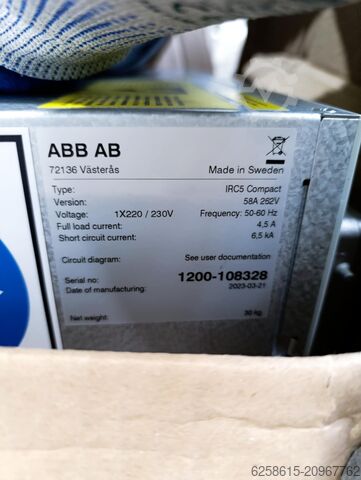 ABB AB
72136 Västerås Made in Sweden
Type: IRC5 Compact
Version: 58A 262V
Voltage: 1X220 / 230V Frequency: 50-60 Hz
Full load current: 4,5 A
Short circuit current: 6,5 kA
Circuit diagram: See user documentation
Serial no: 1200-108328
Date of manufacturing: 2023-03-21
Net weight: 30 kg
6258615-20967762